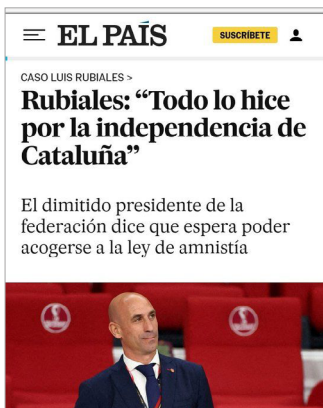 EL PAÍS
SUSCRÍBETE
CASO LUIS RUBIALES >
Rubiales: “Todo lo hice
por la independencia de
Cataluña”
El dimitido presidente de la
federación dice que espera poder
acogerse a la ley de amnistía